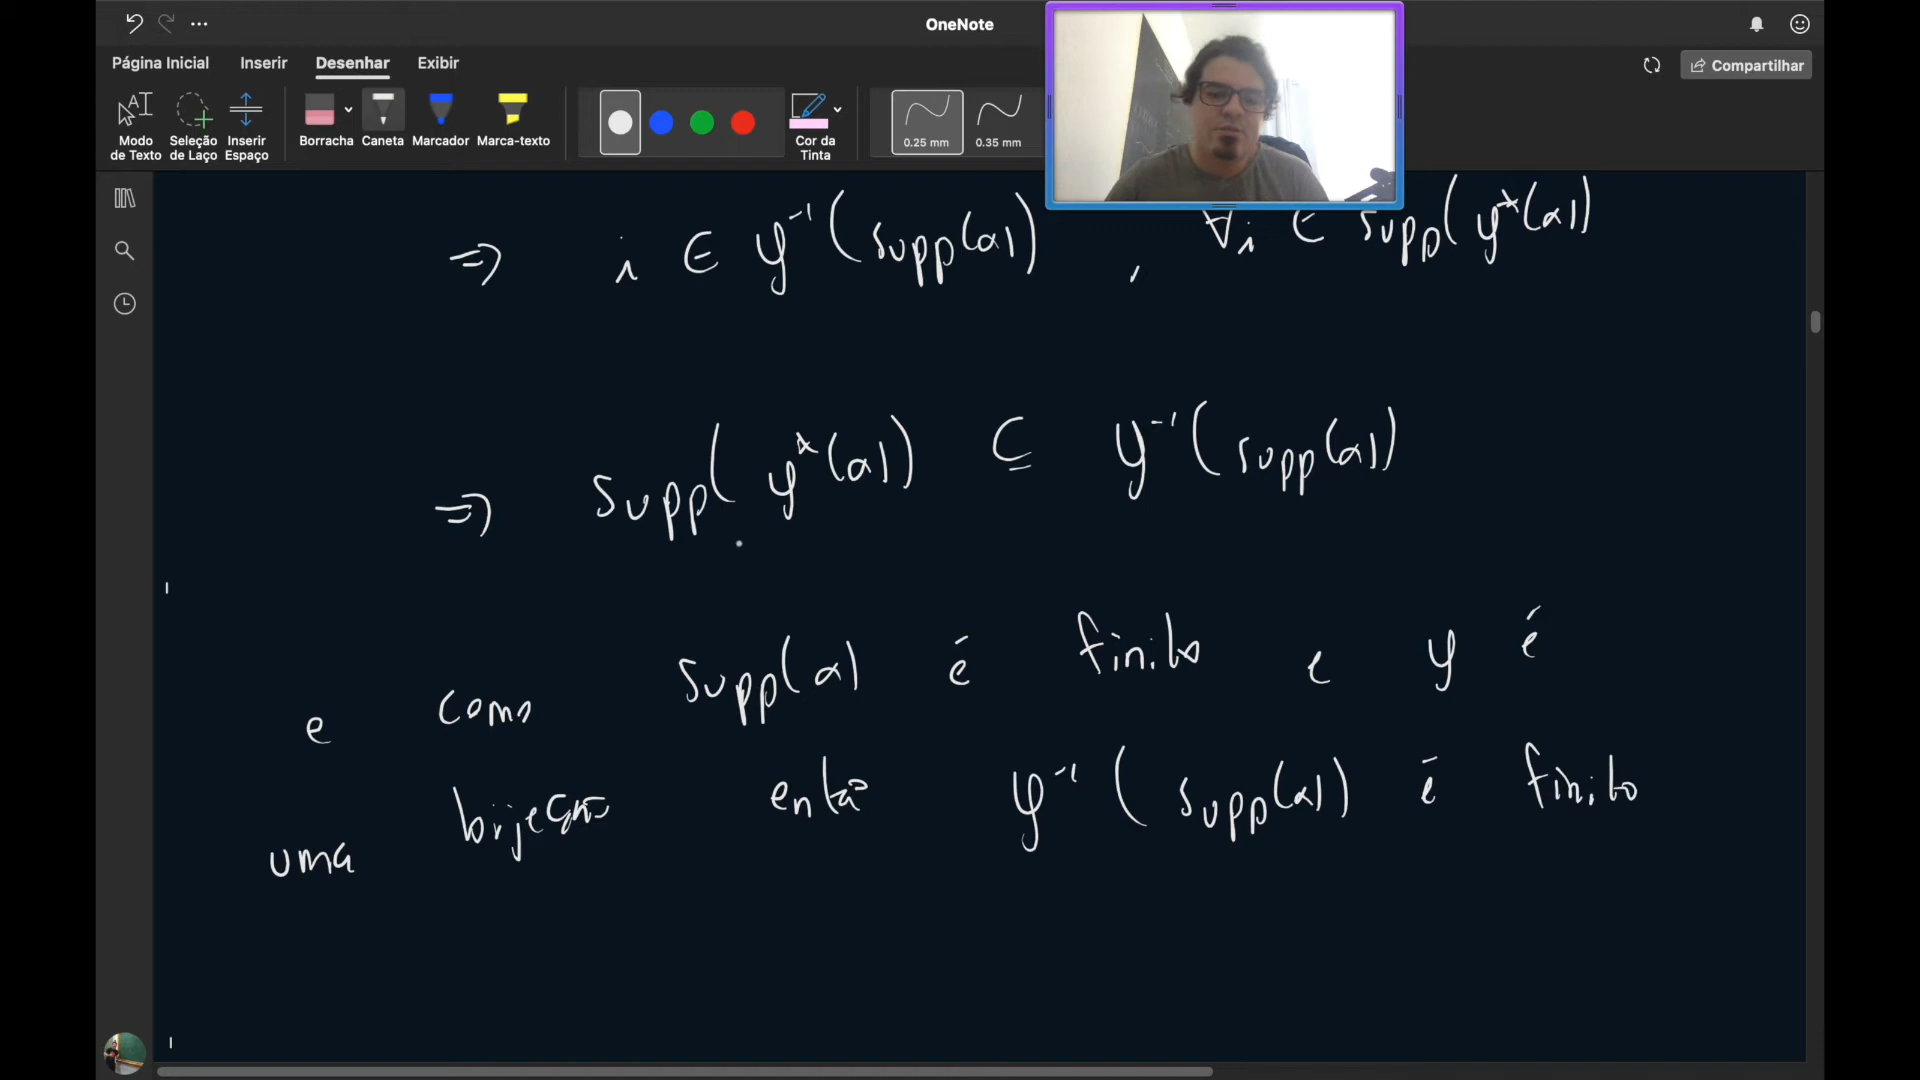 OneNote
Página Inicial Inserir Desenhar Exibir
Compartilhar
Modo de Texto
Seleção de Laço
Inserir Espaço
Borracha
Caneta
Marcador
Marca-texto
Cor da Tinta
0.25 mm
0.35 mm
⇒ i ∈ φ⁻¹(supp(α)), ∀i ∈ supp(φ*(α))
⇒ supp(φ*(α)) ⊆ φ⁻¹(supp(α))
e como supp(α) é finito e φ é
uma bijeção então φ⁻¹(supp(α)) é finito